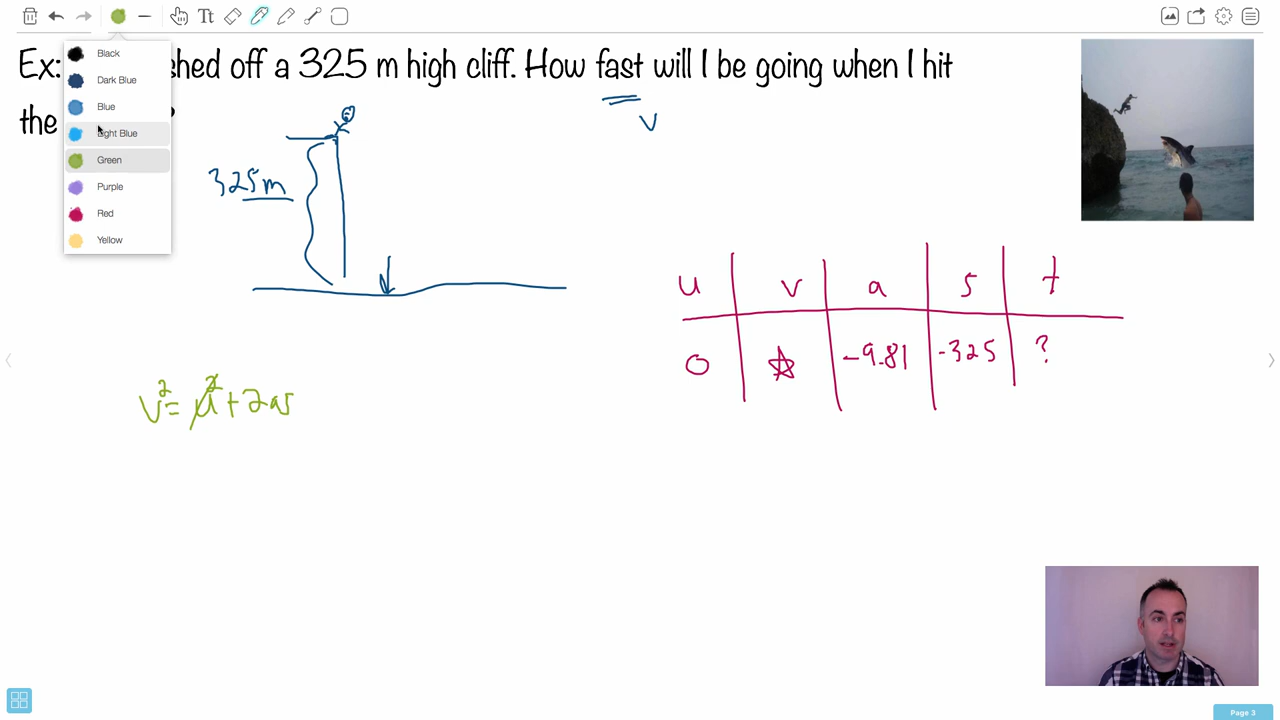 Tt
Black
Dark Blue
Blue
Light Blue
Green
Purple
Red
Yellow
Ex: shed off a 325 m high cliff. How fast will I be going when I hit
the ?
v
325m
u v a s t
0 -9.81 -325 ?
v²= u²+2as
Page 3